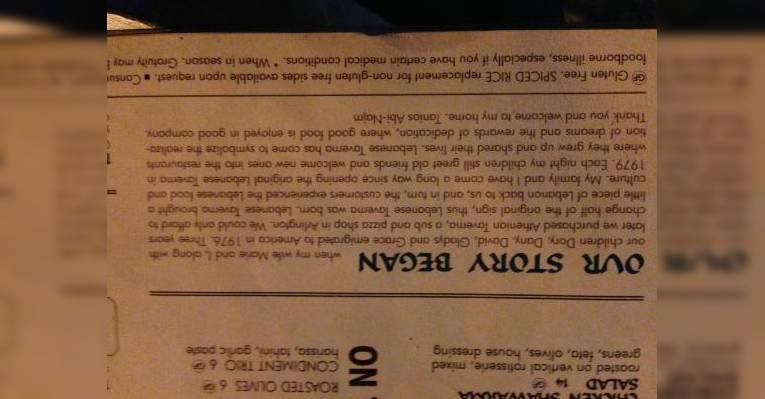 CHICKEN SHAWARMA
SALAD 14 GF
roasted on vertical rotisserie, mixed
greens, feta, olives, house dressing
ON
ROASTED OLIVES 6 GF
CONDIMENT TRIO 6 GF
harissa, tahini, garlic paste
OUR STORY BEGAN when my wife Marie and I, along with
our children Dory, Dany, David, Gladys and Grace emigrated to America in 1976. Three years
later we purchased Athenian Taverna, a sub and pizza shop in Arlington. We could only afford to
change half of the original sign, thus Lebanese Taverna was born. Lebanese Taverna brought a
little piece of Lebanon back to us, and in turn, the customers experienced the Lebanese food and
culture. My family and I have come a long way since opening the original Lebanese Taverna in
1979. Each night my children still greet old friends and welcome new ones into the restaurants
where they grew up and shared their lives. Lebanese Taverna has come to symbolize the realiza-
tion of dreams and the rewards of dedication, where good food is enjoyed in good company.
Thank you and welcome to my home. Tanios Abi-Najm
GF Gluten Free. SPICED RICE replacement for non-gluten free sides available upon request. ■ Consu
foodborne illness, especially if you have certain medical conditions. * When in season. Gratuity may